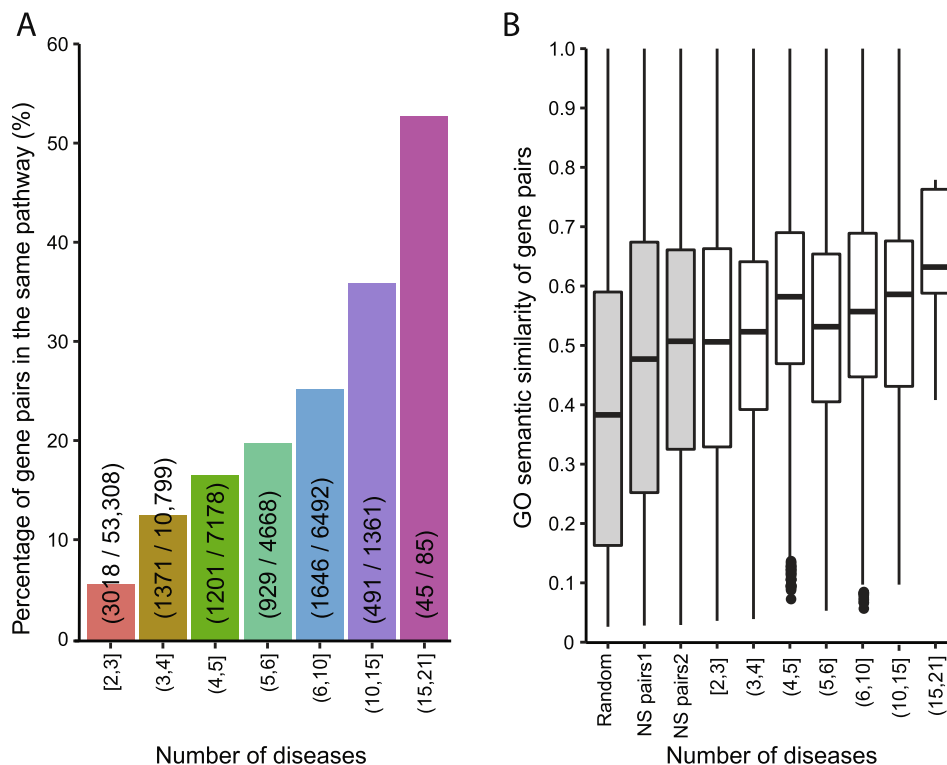 A
Percentage of gene pairs in the same pathway (%)
60
50
40
30
20
10
0
(3018 / 53,308)
(1371 / 10,799)
(1201 / 7178)
(929 / 4668)
(1646 / 6492)
(491 / 1361)
(45 / 85)
[2,3]
(3,4]
(4,5]
(5,6]
(6,10]
(10,15]
(15,21]
Number of diseases
B
GO semantic similarity of gene pairs
1.0
0.9
0.8
0.7
0.6
0.5
0.4
0.3
0.2
0.1
0
Random
NS pairs1
NS pairs2
[2,3]
(3,4]
(4,5]
(5,6]
(6,10]
(10,15]
(15,21]
Number of diseases